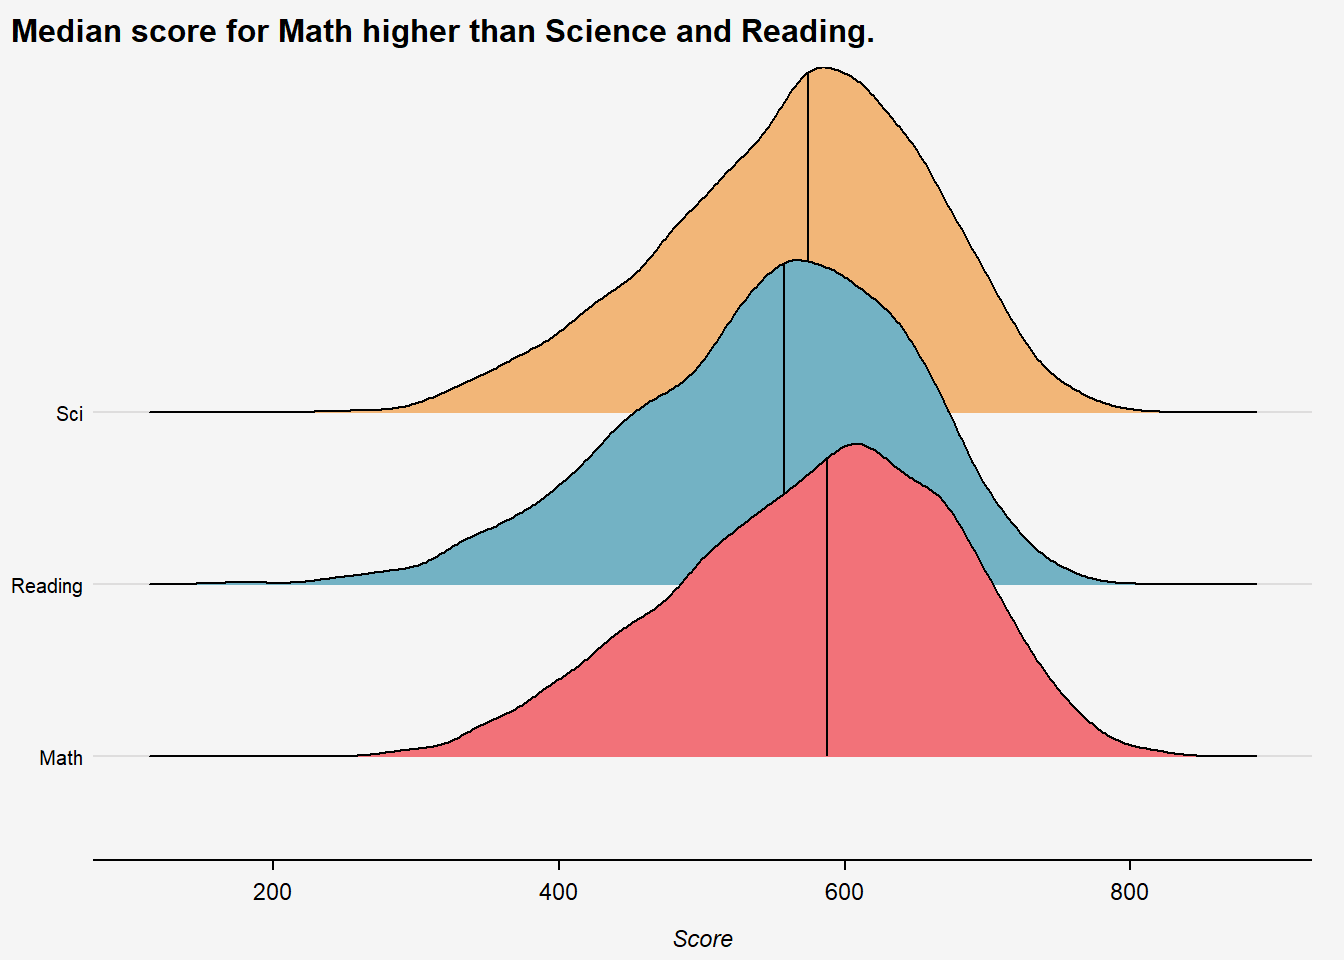 Median score for Math higher than Science and Reading.
Sci
Reading
Math
200 400 600 800
Score